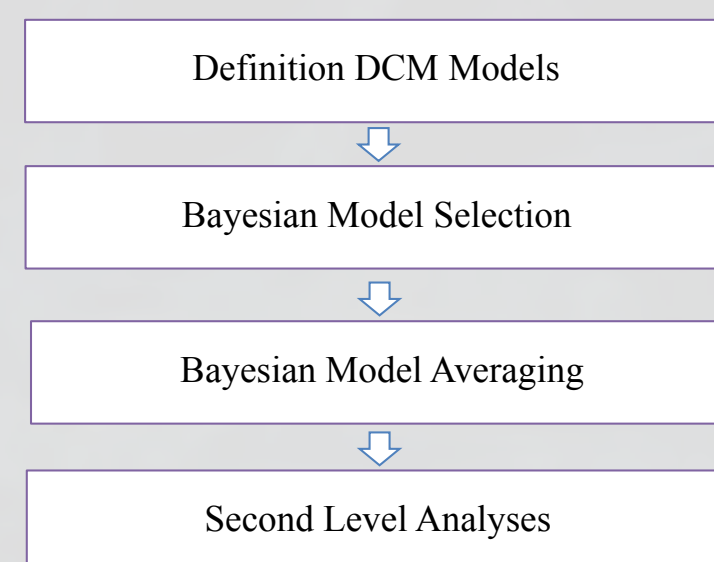 Definition DCM Models
Bayesian Model Selection
Bayesian Model Averaging
Second Level Analyses